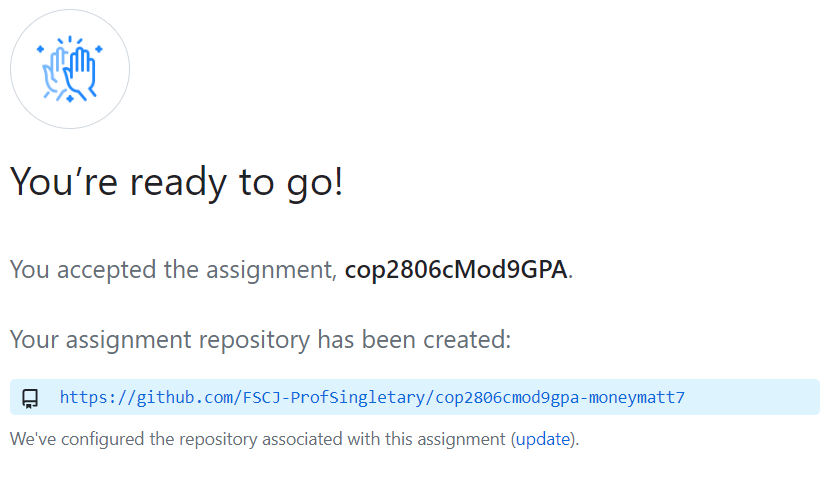 You're ready to go!
You accepted the assignment, cop2806cMod9GPA.
Your assignment repository has been created:
https://github.com/FSCJ-ProfSingletary/cop2806cmod9gpa-moneymatt7
We've configured the repository associated with this assignment (update).